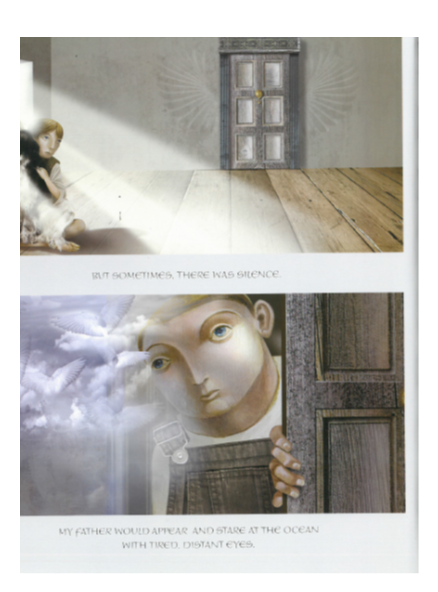 BUT SOMETIMES, THERE WAS SILENCE.
MY FATHER WOULD APPEAR AND STARE AT THE OCEAN
WITH TIRED, DISTANT EYES.